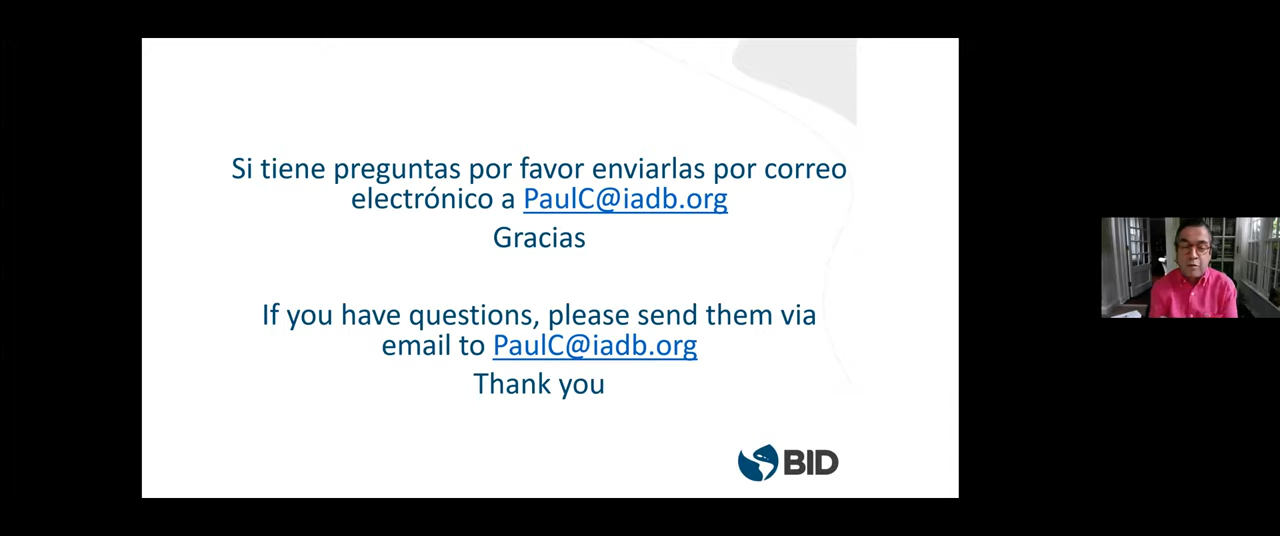 Si tiene preguntas por favor enviarlas por correo
electrónico a PaulC@iadb.org
Gracias
If you have questions, please send them via
email to PaulC@iadb.org
Thank you
BID